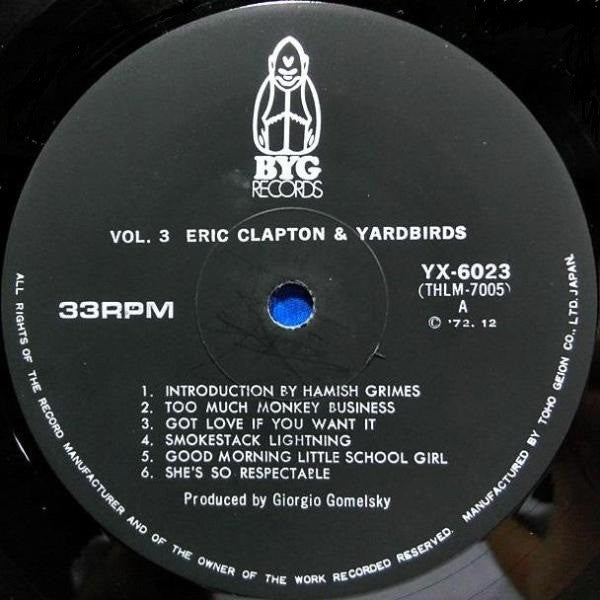 BYG
RECORDS
VOL. 3 ERIC CLAPTON & YARDBIRDS
YX-6023
(THLM-7005)
A
℗ '72. 12
33RPM
1. INTRODUCTION BY HAMISH GRIMES
2. TOO MUCH MONKEY BUSINESS
3. GOT LOVE IF YOU WANT IT
4. SMOKESTACK LIGHTNING
5. GOOD MORNING LITTLE SCHOOL GIRL
6. SHE'S SO RESPECTABLE
Produced by Giorgio Gomelsky
ALL RIGHTS OF THE RECORD MANUFACTURER AND OF THE OWNER OF THE WORK RECORDED RESERVED. MANUFACTURED BY TOHO GEION CO., LTD. JAPAN.